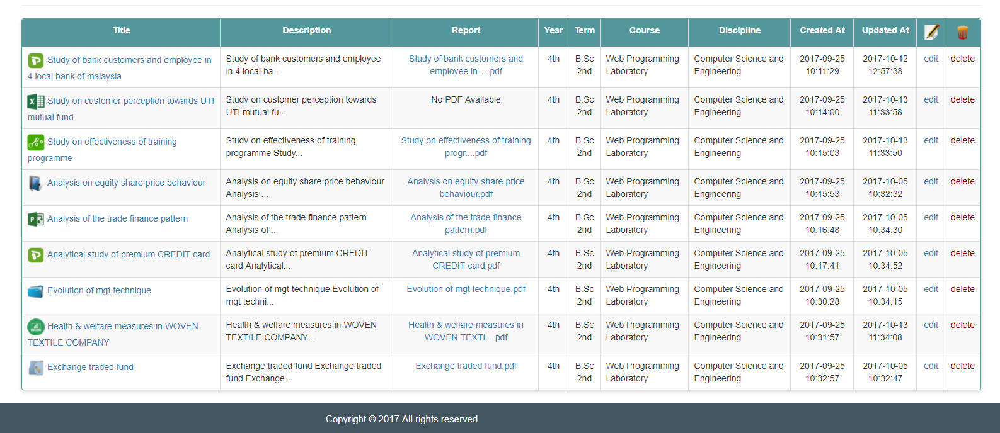 Title Description Report Year Term Course Discipline Created At Updated At
Study of bank customers and employee in Study of bank customers and employee Study of bank customers and 4th B.Sc Web Programming Computer Science and 2017-09-25 2017-10-12 edit delete
4 local bank of malaysia in 4 local ba... employee in ....pdf 2nd Laboratory Engineering 10:11:29 12:57:38
Study on customer perception towards UTI Study on customer perception towards No PDF Available 4th B.Sc Web Programming Computer Science and 2017-09-25 2017-10-13 edit delete
mutual fund UTI mutual fu... 2nd Laboratory Engineering 10:14:00 11:33:58
Study on effectiveness of training Study on effectiveness of training Study on effectiveness of training 4th B.Sc Web Programming Computer Science and 2017-09-25 2017-10-13 edit delete
programme programme Study... progr....pdf 2nd Laboratory Engineering 10:15:03 11:33:50
Analysis on equity share price behaviour Analysis on equity share price behaviour Analysis on equity share price 4th B.Sc Web Programming Computer Science and 2017-09-25 2017-10-05 edit delete
Analysis ... behaviour.pdf 2nd Laboratory Engineering 10:15:53 10:32:32
Analysis of the trade finance pattern Analysis of the trade finance pattern Analysis of the trade finance 4th B.Sc Web Programming Computer Science and 2017-09-25 2017-10-05 edit delete
Analysis of ... pattern.pdf 2nd Laboratory Engineering 10:16:48 10:34:30
Analytical study of premium CREDIT card Analytical study of premium CREDIT Analytical study of premium 4th B.Sc Web Programming Computer Science and 2017-09-25 2017-10-05 edit delete
card Analytical... CREDIT card.pdf 2nd Laboratory Engineering 10:17:41 10:34:52
Evolution of mgt technique Evolution of mgt technique Evolution of Evolution of mgt technique.pdf 4th B.Sc Web Programming Computer Science and 2017-09-25 2017-10-05 edit delete
mgt techni... 2nd Laboratory Engineering 10:30:28 10:34:15
Health & welfare measures in WOVEN Health & welfare measures in WOVEN Health & welfare measures in 4th B.Sc Web Programming Computer Science and 2017-09-25 2017-10-13 edit delete
TEXTILE COMPANY TEXTILE COMPANY... WOVEN TEXTI....pdf 2nd Laboratory Engineering 10:31:57 11:34:08
Exchange traded fund Exchange traded fund Exchange traded Exchange traded fund.pdf 4th B.Sc Web Programming Computer Science and 2017-09-25 2017-10-05 edit delete
fund Exchange... 2nd Laboratory Engineering 10:32:57 10:32:47
Copyright © 2017 All rights reserved